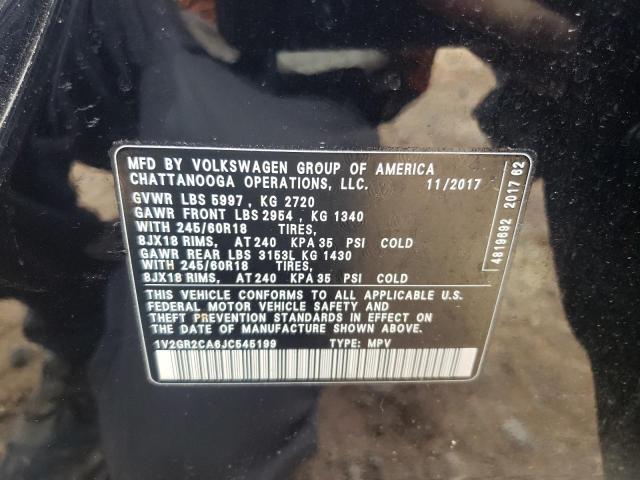 MFD BY VOLKSWAGEN GROUP OF AMERICA
CHATTANOOGA OPERATIONS, LLC. 11/2017
GVWR LBS 5997 , KG 2720
GAWR FRONT LBS 2954 , KG 1340
WITH 245/60R18 TIRES,
8JX18 RIMS, AT 240 KPA 35 PSI COLD
GAWR REAR LBS 3153L KG 1430
WITH 245/60R18 TIRES,
8JX18 RIMS, AT 240 KPA 35 PSI COLD
THIS VEHICLE CONFORMS TO ALL APPLICABLE U.S.
FEDERAL MOTOR VEHICLE SAFETY AND
THEFT PREVENTION STANDARDS IN EFFECT ON
THE DATE OF MANUFACTURE SHOWN ABOVE.
1V2GR2CA6JC545199 TYPE: MPV
4819692 2017 62